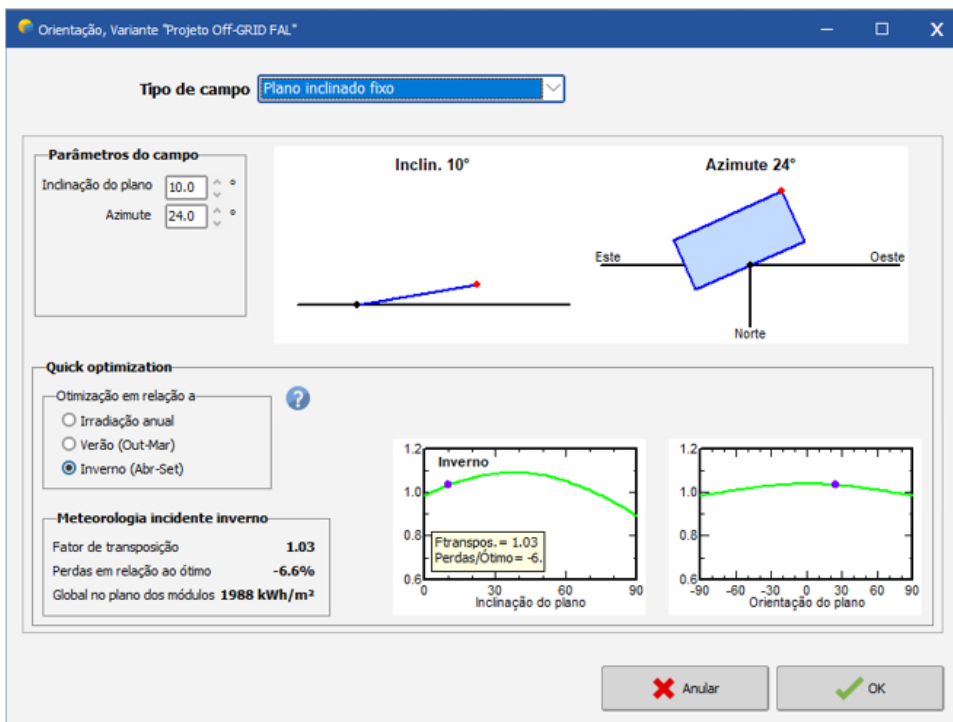 Orientação, Variante "Projeto Off-GRID FAL"
Tipo de campo Plano inclinado fixo
Parâmetros do campo
Inclinação do plano 10.0 °
Azimute 24.0 °
Inclin. 10°
Azimute 24°
Este
Oeste
Norte
Quick optimization
Otimização em relação a
Irradiação anual
Verão (Out-Mar)
Inverno (Abr-Set)
?
Meteorologia incidente inverno
Fator de transposição 1.03
Perdas em relação ao ótimo -6.6%
Global no plano dos módulos 1988 kWh/m²
1.2
1.0
0.8
0.6
Inverno
Ftranspos.= 1.03
Perdas/Ótimo= -6.
0 30 60 90
Inclinação do plano
1.2
1.0
0.8
0.6
-90 -60 -30 0 30 60 90
Orientação do plano
Anular
OK